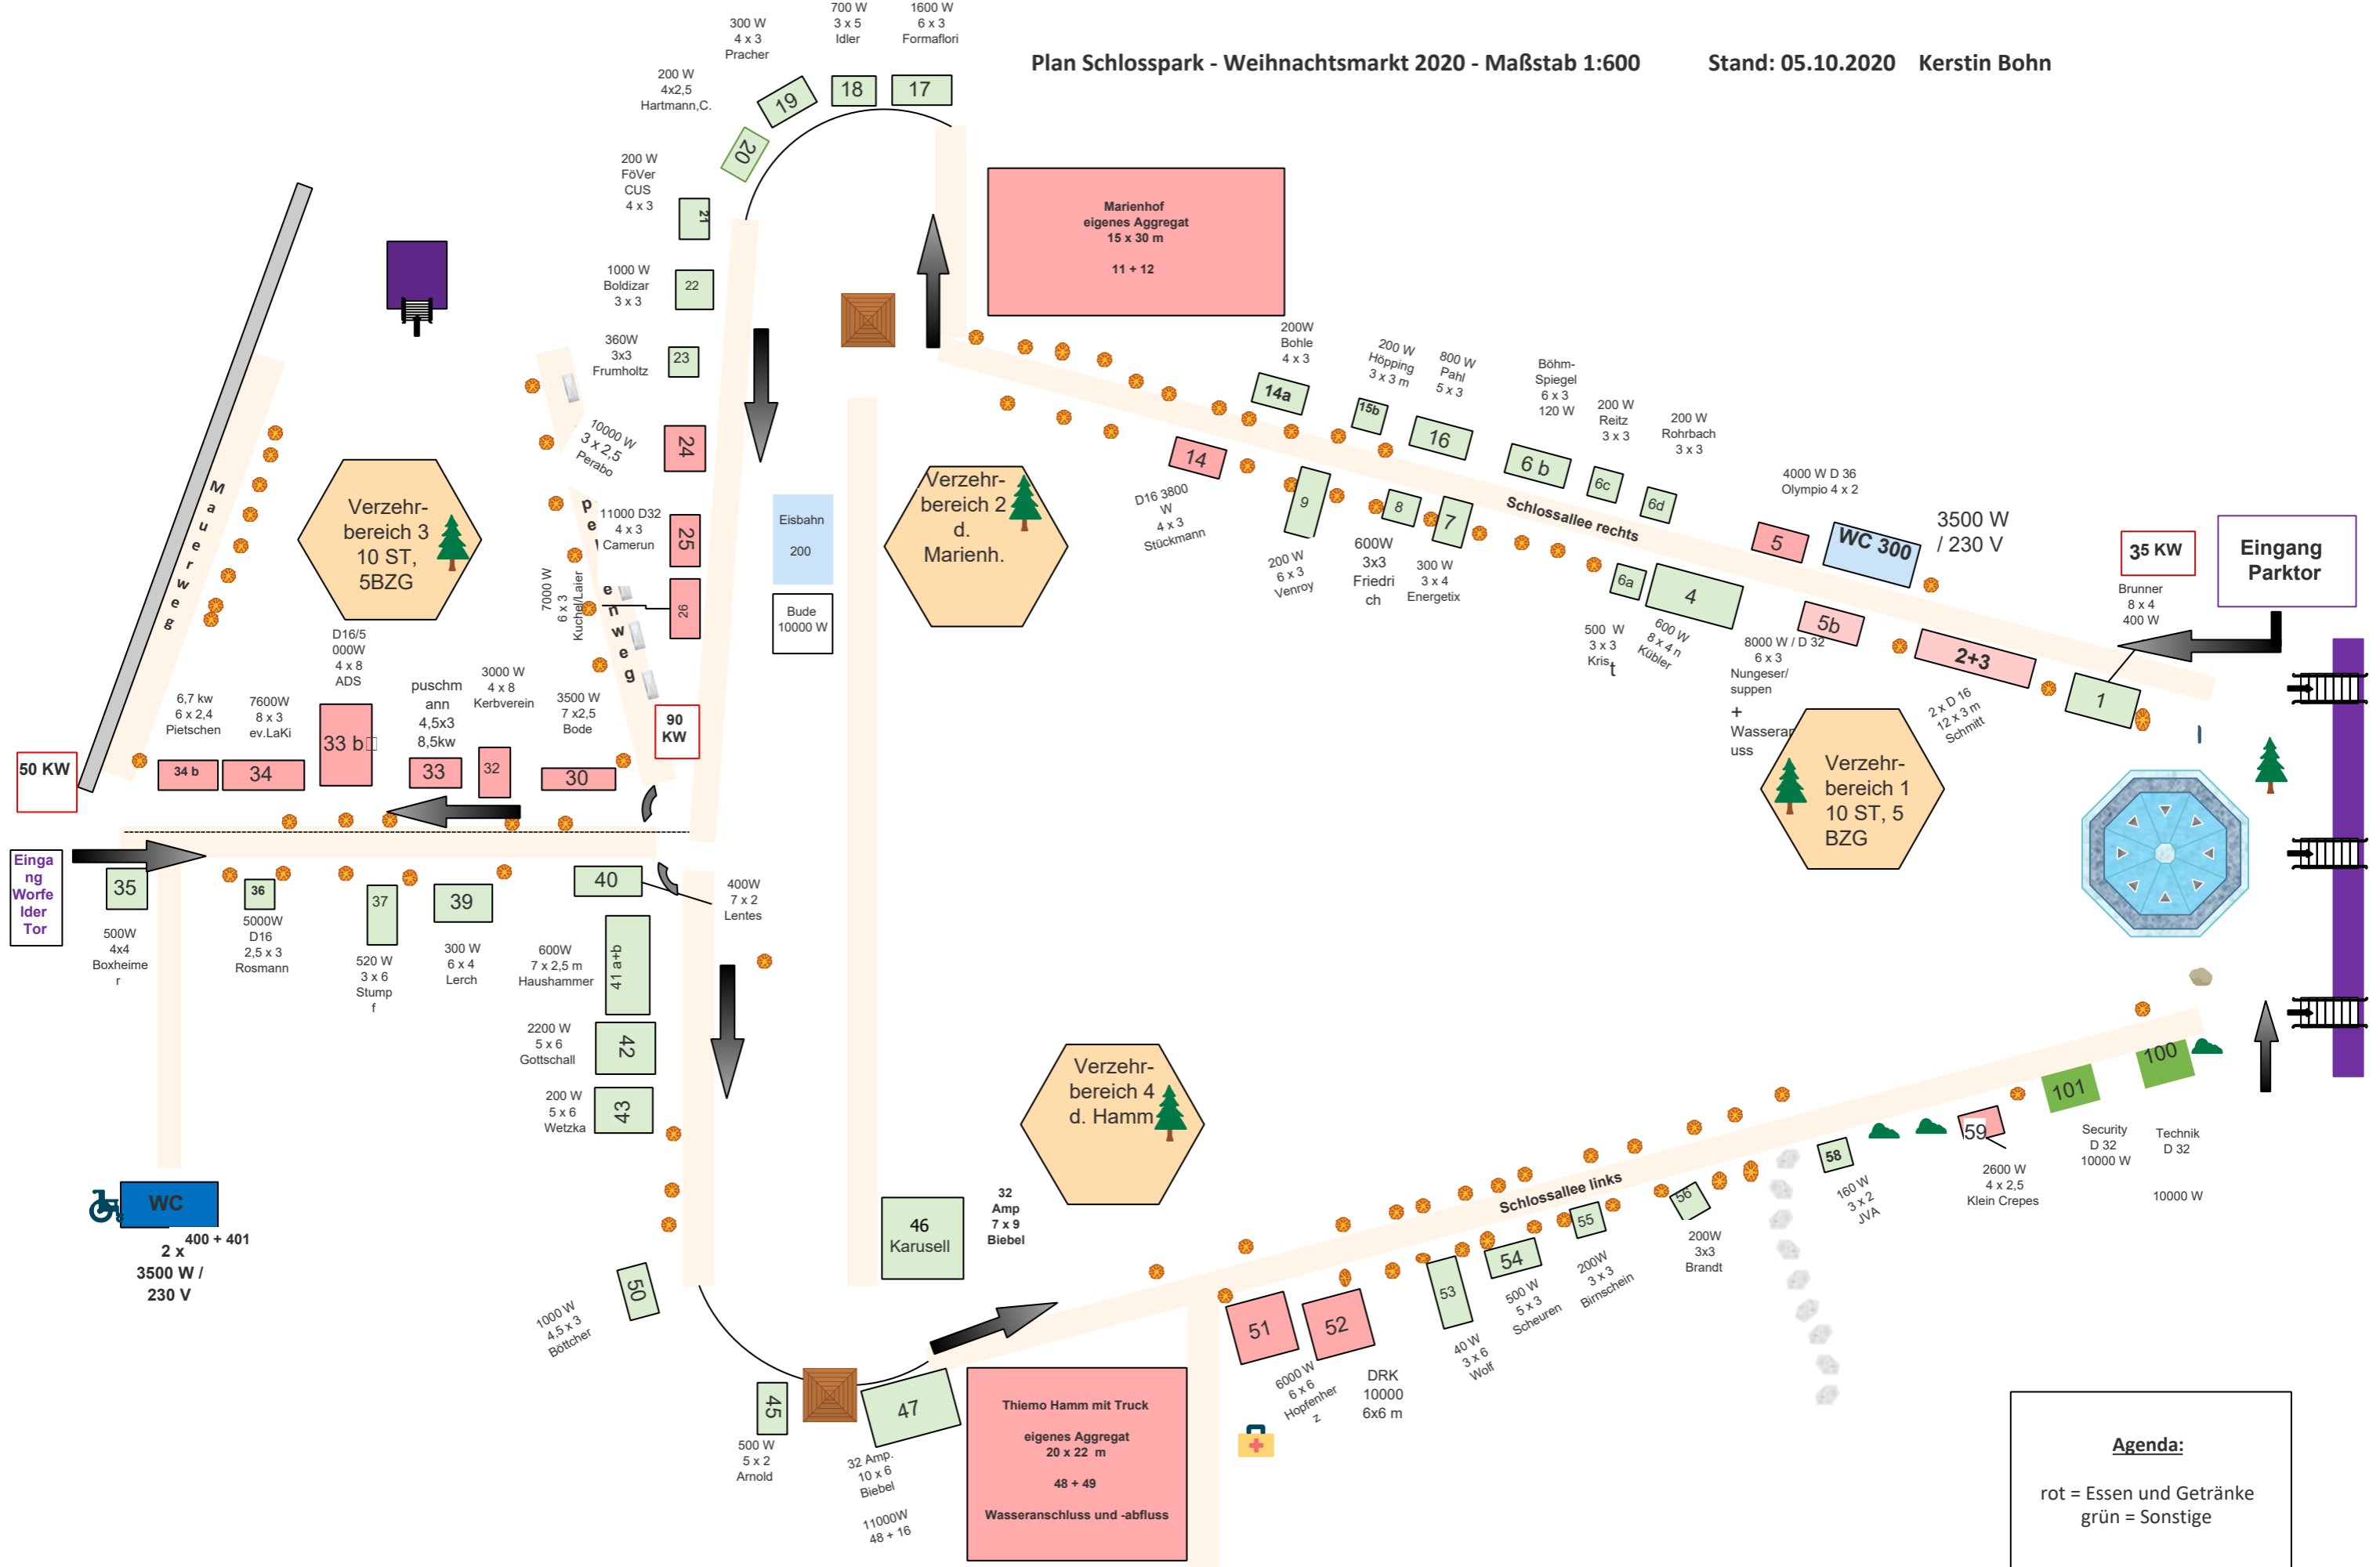 Plan Schlosspark - Weihnachtsmarkt 2020 - Maßstab 1:600
Stand: 05.10.2020 Kerstin Bohn
300 W
4 x 3
Pracher
700 W
3 x 5
Idler
1600 W
6 x 3
Formaflori
200 W
4x2,5
Hartmann,C.
19
18
17
20
200 W
FöVer
CUS
4 x 3
21
1000 W
Boldizar
3 x 3
22
360W
3x3
Frumholtz
23
10000 W
3 x 2,5
Perabo
24
11000 D32
4 x 3
Camerun
25
7000 W
6 x 3
Kuchel/Laier
26
Marienhof
eigenes Aggregat
15 x 30 m
11 + 12
Mauerweg
Verzehr-
bereich 3
10 ST,
5BZG
Verzehr-
bereich 2
d.
Marienh.
Eisbahn
200
Bude
10000 W
90
KW
200W
Bohle
4 x 3
14a
200 W
Höpping
3 x 3 m
15b
800 W
Pahl
5 x 3
16
Böhm-
Spiegel
6 x 3
120 W
6 b
200 W
Reitz
3 x 3
6c
200 W
Rohrbach
3 x 3
6d
4000 W D 36
Olympio 4 x 2
5
WC 300
3500 W
/ 230 V
35 KW
Eingang
Parktor
Brunner
8 x 4
400 W
1
Schlossallee rechts
14
D16 3800
W
4 x 3
Stückmann
9
200 W
6 x 3
Venroy
8
600W
3x3
Friedri
ch
7
300 W
3 x 4
Energetix
6a
500 W
3 x 3
Krist
4
600 W
8 x 4 n
Kübler
5b
8000 W / D 32
6 x 3
Nungeser/
suppen
+
Wasseran
uss
2+3
2 x D 16
12 x 3 m
Schmitt
Verzehr-
bereich 1
10 ST, 5
BZG
50 KW
6,7 kw
6 x 2,4
Pietschen
34 b
7600W
8 x 3
ev.LaKi
34
D16/5
000W
4 x 8
ADS
33 b
puschm
ann
4,5x3
8,5kw
33
3000 W
4 x 8
Kerbverein
32
3500 W
7 x2,5
Bode
30
Einga
ng
Worfe
lder
Tor
35
500W
4x4
Boxheime
r
36
5000W
D16
2,5 x 3
Rosmann
37
520 W
3 x 6
Stump
f
39
300 W
6 x 4
Lerch
40
400W
7 x 2
Lentes
41 a+b
600W
7 x 2,5 m
Haushammer
42
2200 W
5 x 6
Gottschall
43
200 W
5 x 6
Wetzka
WC
400 + 401
2 x
3500 W /
230 V
50
1000 W
4,5 x 3
Böttcher
45
500 W
5 x 2
Arnold
46
Karusell
32
Amp
7 x 9
Biebel
47
32 Amp.
10 x 6
Biebel
11000W
48 + 16
Verzehr-
bereich 4
d. Hamm
Thiemo Hamm mit Truck
eigenes Aggregat
20 x 22 m
48 + 49
Wasseranschluss und -abfluss
Schlossallee links
51
6000 W
6 x 6
Hopfenher
z
52
DRK
10000
6x6 m
53
40 W
3 x 6
Wolf
54
500 W
5 x 3
Scheuren
55
200W
3 x 3
Birnschein
56
200W
3x3
Brandt
58
160 W
3 x 2
JVA
59
2600 W
4 x 2,5
Klein Crepes
101
Security
D 32
10000 W
100
Technik
D 32
10000 W
Agenda:
rot = Essen und Getränke
grün = Sonstige